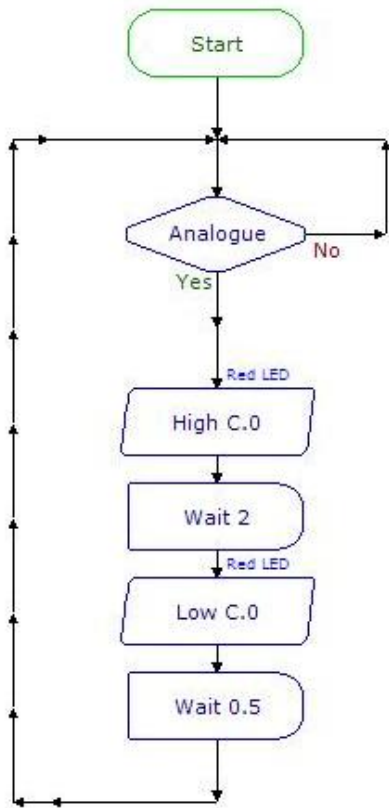 Start
Analogue
No
Yes
Red LED
High C.0
Wait 2
Red LED
Low C.0
Wait 0.5